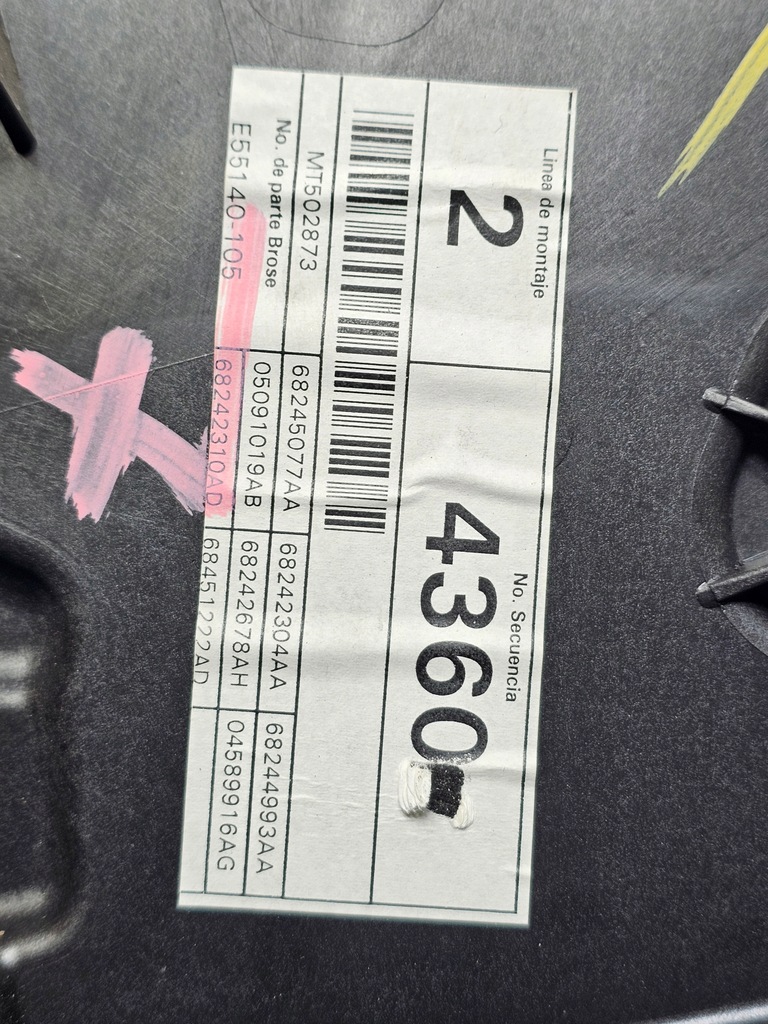 Linea de montaje
2
No. Secuencia
4360
MT502873
No. de parte Brose
E55140-105
68245077AA 68242304AA 68244993AA
05091019AB 68242678AH 04589916AG
68242310AD 68451222AD